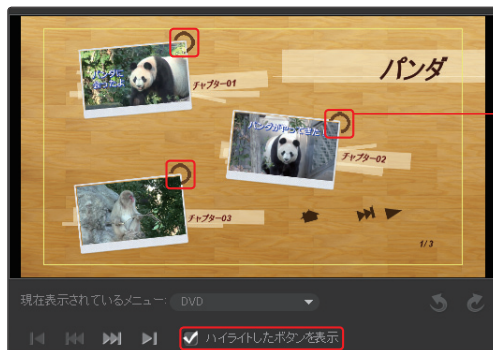 パンダ
パンダに
会ったよ
チャプター01
パンダがやってきた!
チャプター02
チャプター03
1/3
現在表示されているメニュー: DVD
ハイライトしたボタンを表示